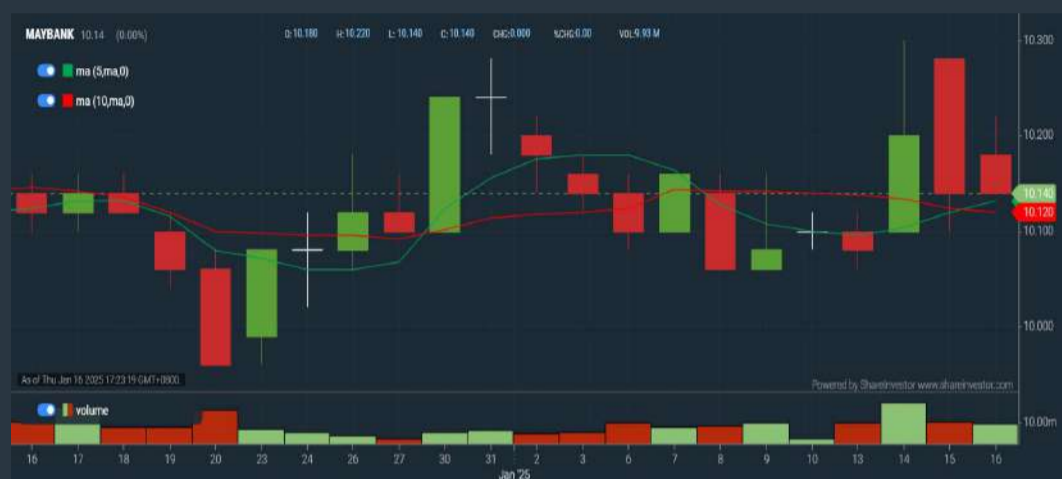 MAYBANK 10.14 (0.00%) O:10.180 H:10.220 L:10.140 C:10.140 CHG:0.000 %CHG:0.00 VOL:9.93 M
ma (5,ma,0)
ma (10,ma,0)
10.300
10.200
10.140
10.120
10.100
10.000
As of Thu Jan 16 2025 17:23:19 GMT+0800.
Powered by ShareInvestor www.shareinvestor.com
volume
10.00m
16 17 18 19 20 23 24 26 27 30 31 2 3 6 7 8 9 10 13 14 15 16
Jan '25